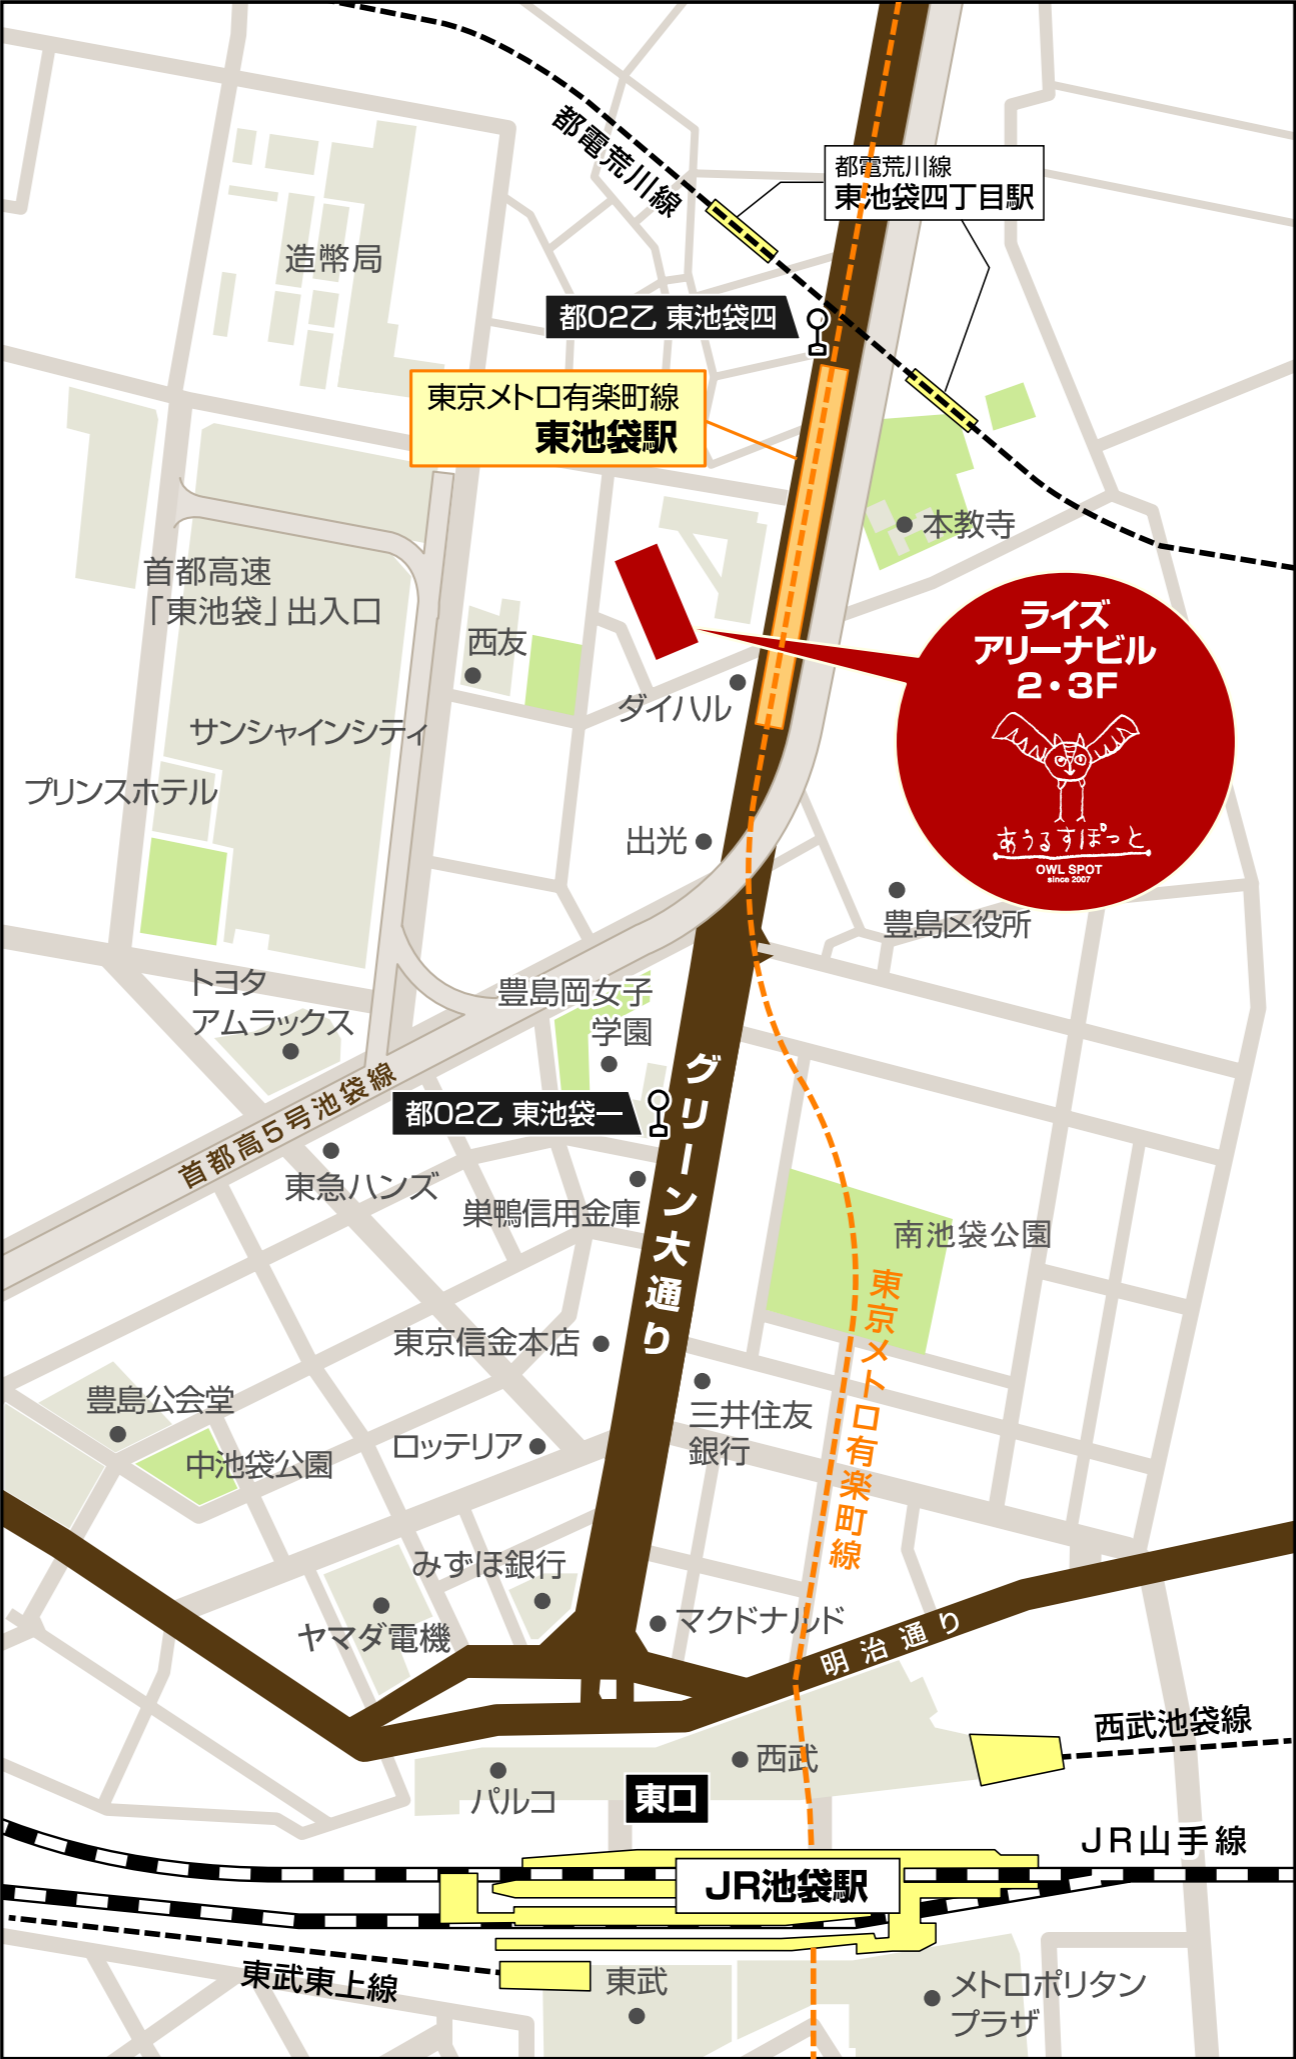 都電荒川線
都電荒川線
東池袋四丁目駅
造幣局
都02乙 東池袋四
東京メトロ有楽町線
東池袋駅
本教寺
首都高速
「東池袋」出入口
西友
ライズ
アリーナビル
2・3F
あうるすぽっと
OWL SPOT
since 2007
ダイハル
サンシャインシティ
プリンスホテル
出光
豊島区役所
トヨタ
アムラックス
豊島岡女子
学園
首都高5号池袋線
都02乙 東池袋一
グリーン大通り
東急ハンズ
巣鴨信用金庫
南池袋公園
東京メトロ有楽町線
東京信金本店
豊島公会堂
三井住友
銀行
中池袋公園
ロッテリア
みずほ銀行
ヤマダ電機
マクドナルド
明治通り
西武池袋線
西武
パルコ
東口
JR山手線
JR池袋駅
東武東上線
東武
メトロポリタン
プラザ